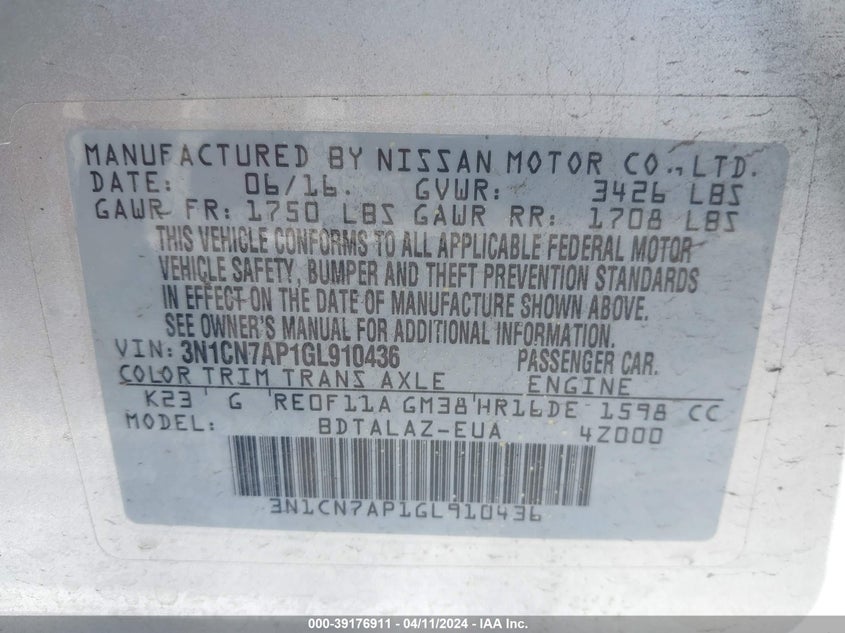 MANUFACTURED BY NISSAN MOTOR CO., LTD.
DATE: 06/16. GVWR: 3426 LBS
GAWR FR: 1750 LBS GAWR RR: 1708 LBS
THIS VEHICLE CONFORMS TO ALL APPLICABLE FEDERAL MOTOR
VEHICLE SAFETY, BUMPER AND THEFT PREVENTION STANDARDS
IN EFFECT ON THE DATE OF MANUFACTURE SHOWN ABOVE.
SEE OWNER'S MANUAL FOR ADDITIONAL INFORMATION.
VIN: 3N1CN7AP1GL910436 PASSENGER CAR.
COLOR TRIM TRANS AXLE ENGINE
K23 G RE0F11A GM38 HR16DE 1598 CC
MODEL: BDTALAZ-EUA 4Z000
3N1CN7AP1GL910436
000-39176911 - 04/11/2024 - IAA Inc.